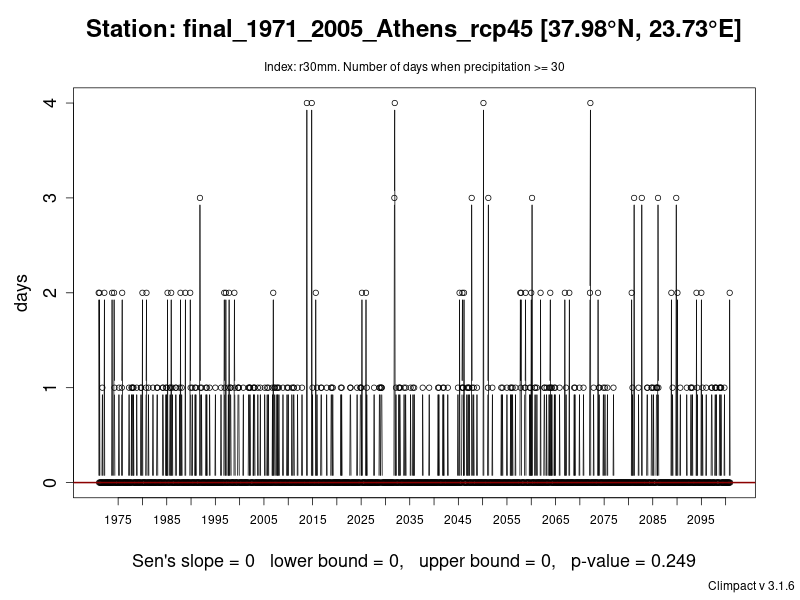 Station: final_1971_2005_Athens_rcp45 [37.98°N, 23.73°E]
Index: r30mm. Number of days when precipitation >= 30
4
3
2
1
0
days
1975 1985 1995 2005 2015 2025 2035 2045 2055 2065 2075 2085 2095
Sen's slope = 0 lower bound = 0, upper bound = 0, p-value = 0.249
Climpact v 3.1.6